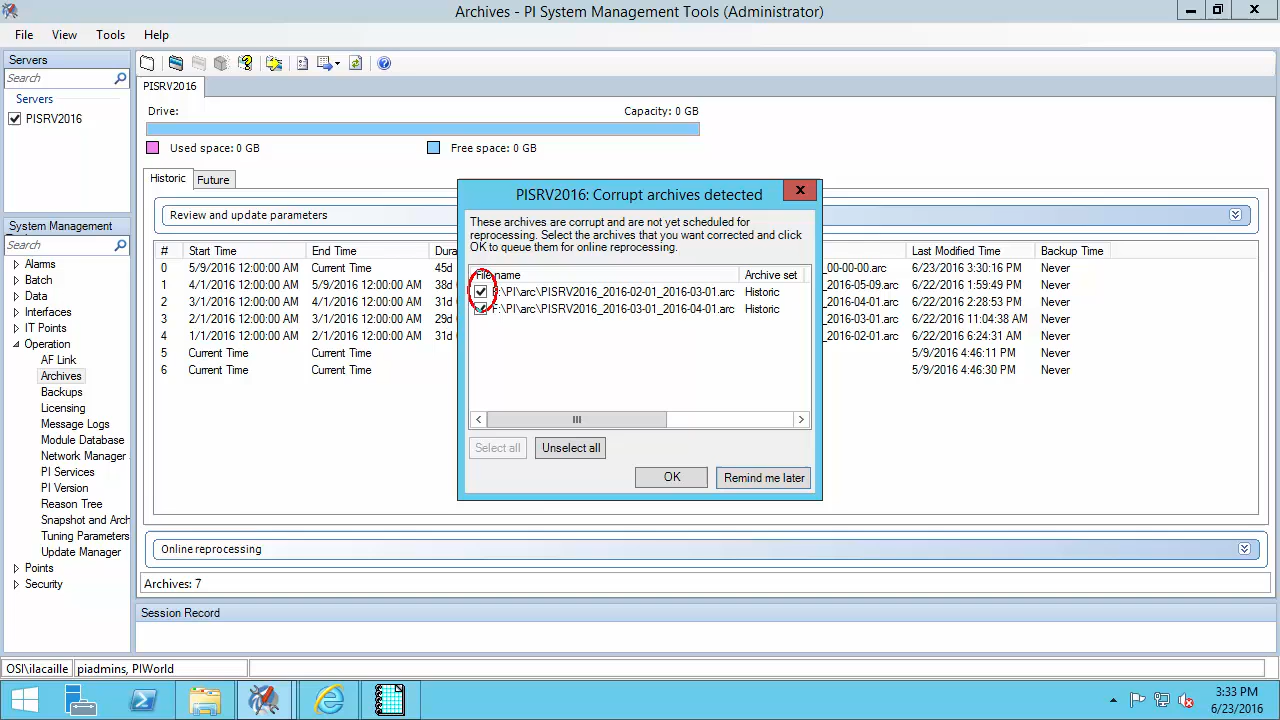 Archives - PI System Management Tools (Administrator)
File View Tools Help
Servers
Search
Servers
PISRV2016
System Management
Search
Alarms
Batch
Data
Interfaces
IT Points
Operation
AF Link
Archives
Backups
Licensing
Message Logs
Module Database
Network Manager
PI Services
PI Version
Reason Tree
Snapshot and Arch
Tuning Parameters
Update Manager
Points
Security
PISRV2016
Drive: Capacity: 0 GB
Used space: 0 GB Free space: 0 GB
Historic Future
Review and update parameters
# Start Time End Time Dura Last Modified Time Backup Time
0 5/9/2016 12:00:00 AM Current Time 45d _00-00-00.arc 6/23/2016 3:30:16 PM Never
1 4/1/2016 12:00:00 AM 5/9/2016 12:00:00 AM 38d _2016-05-09.arc 6/22/2016 1:59:49 PM Never
2 3/1/2016 12:00:00 AM 4/1/2016 12:00:00 AM 31d _2016-04-01.arc 6/22/2016 2:28:53 PM Never
3 2/1/2016 12:00:00 AM 3/1/2016 12:00:00 AM 29d _2016-03-01.arc 6/22/2016 11:04:38 AM Never
4 1/1/2016 12:00:00 AM 2/1/2016 12:00:00 AM 31d _2016-02-01.arc 6/22/2016 6:24:31 AM Never
5 Current Time Current Time 5/9/2016 4:46:11 PM Never
6 Current Time Current Time 5/9/2016 4:46:30 PM Never
PISRV2016: Corrupt archives detected
These archives are corrupt and are not yet scheduled for
reprocessing. Select the archives that you want corrected and click
OK to queue them for online reprocessing.
File name Archive set
F:\PI\arc\PISRV2016_2016-02-01_2016-03-01.arc Historic
F:\PI\arc\PISRV2016_2016-03-01_2016-04-01.arc Historic
Select all Unselect all
OK Remind me later
Online reprocessing
Archives: 7
Session Record
OSI\ilacaille piadmins, PIWorld
3:33 PM
6/23/2016